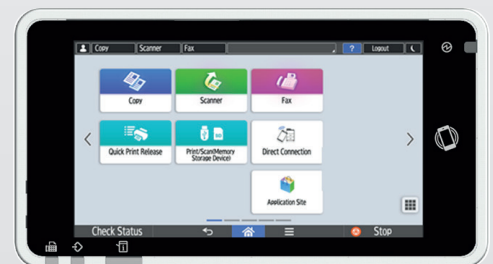 Copy Scanner Fax ? Logout
Copy Scanner Fax
Quick Print Release Print/Scan(Memory Storage Device) Direct Connection
Application Site
Check Status Stop